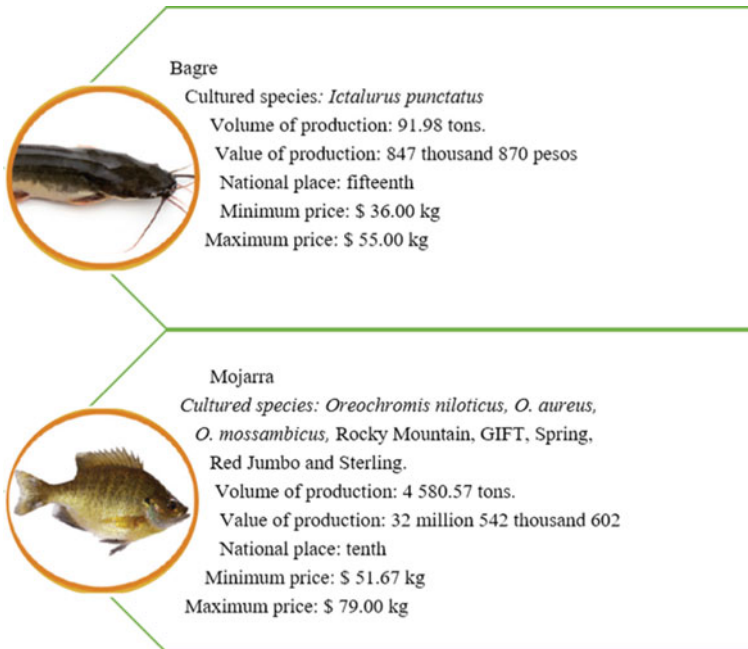 Bagre
Cultured species: Ictalurus punctatus
Volume of production: 91.98 tons.
Value of production: 847 thousand 870 pesos
National place: fifteenth
Minimum price: $ 36.00 kg
Maximum price: $ 55.00 kg
Mojarra
Cultured species: Oreochromis niloticus, O. aureus,
O. mossambicus, Rocky Mountain, GIFT, Spring,
Red Jumbo and Sterling.
Volume of production: 4 580.57 tons.
Value of production: 32 million 542 thousand 602
National place: tenth
Minimum price: $ 51.67 kg
Maximum price: $ 79.00 kg